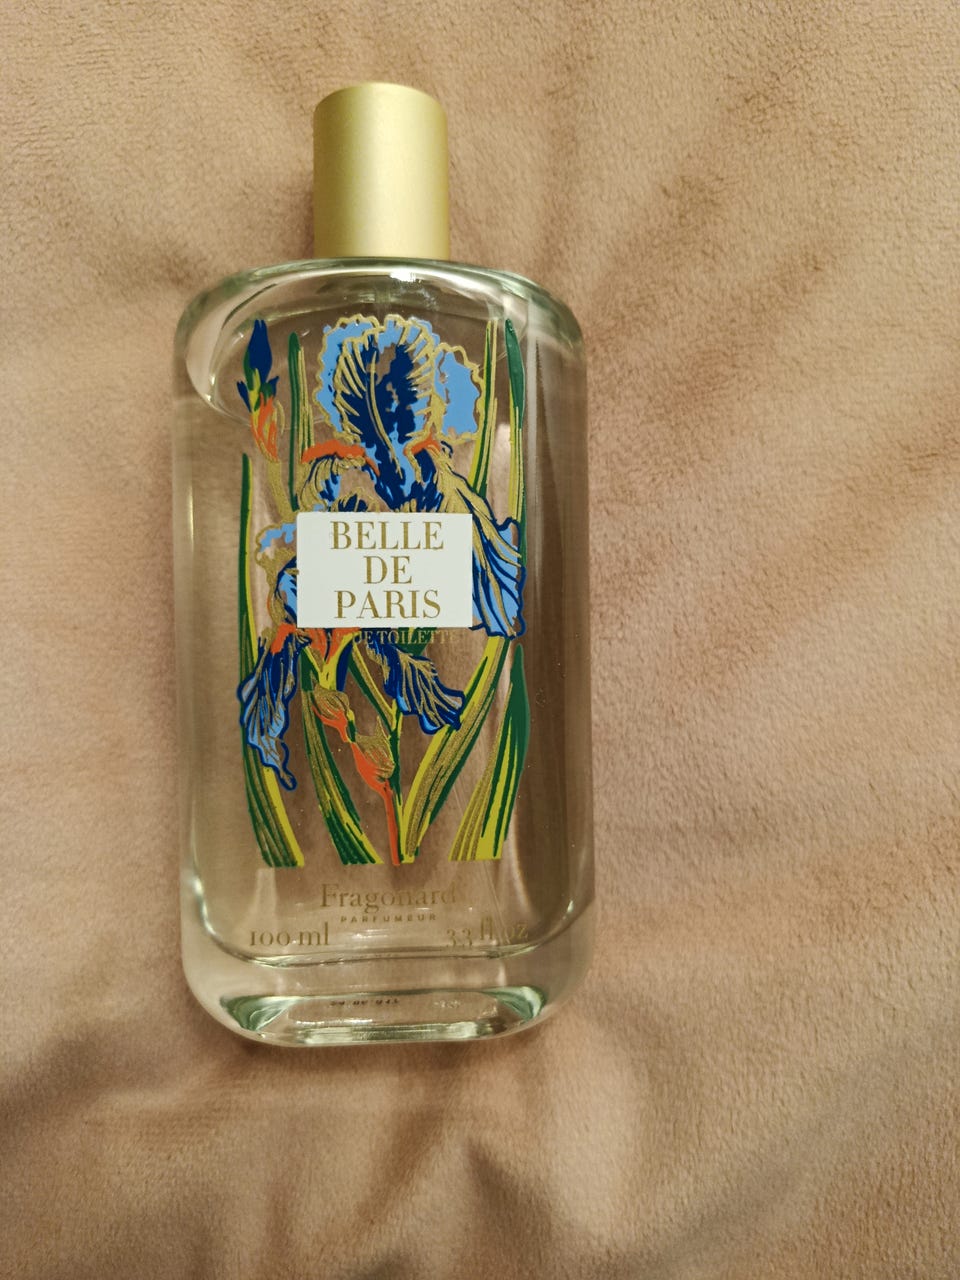 BELLE
DE
PARIS
EAU DE TOILETTE
Fragonard
PARFUMEUR
100 ml 3.3 fl oz